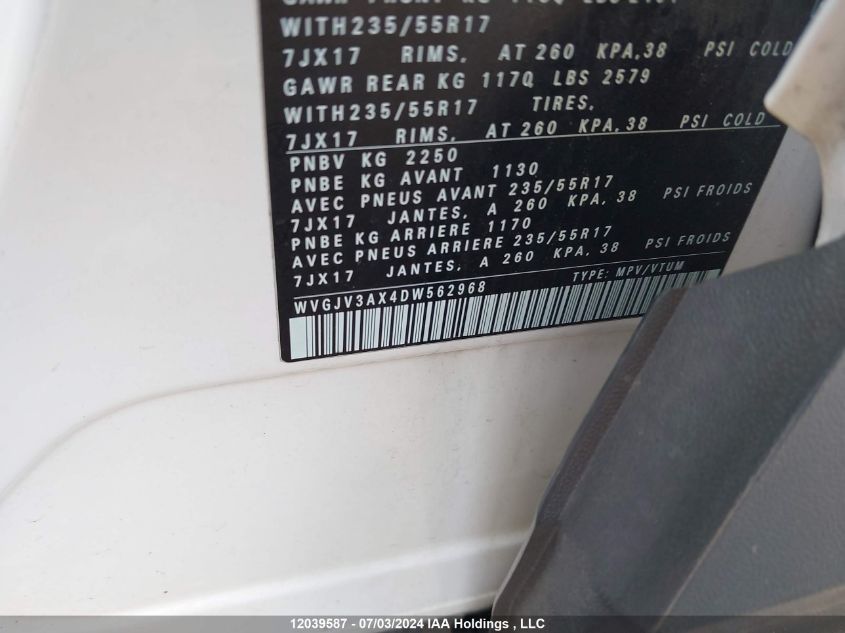 WITH235/55R17
7JX17 RIMS, AT 260 KPA,38 PSI COLD
GAWR REAR KG 1170 LBS 2579
WITH235/55R17 TIRES,
7JX17 RIMS, AT 260 KPA,38 PSI COLD
PNBV KG 2250
PNBE KG AVANT 1130
AVEC PNEUS AVANT 235/55R17
7JX17 JANTES, A 260 KPA, 38 PSI FROIDS
PNBE KG ARRIERE 1170
AVEC PNEUS ARRIERE 235/55R17
7JX17 JANTES, A 260 KPA, 38 PSI FROIDS
WVGJV3AX4DW562968 TYPE: MPV/VTUM
12039587 - 07/03/2024 IAA Holdings , LLC